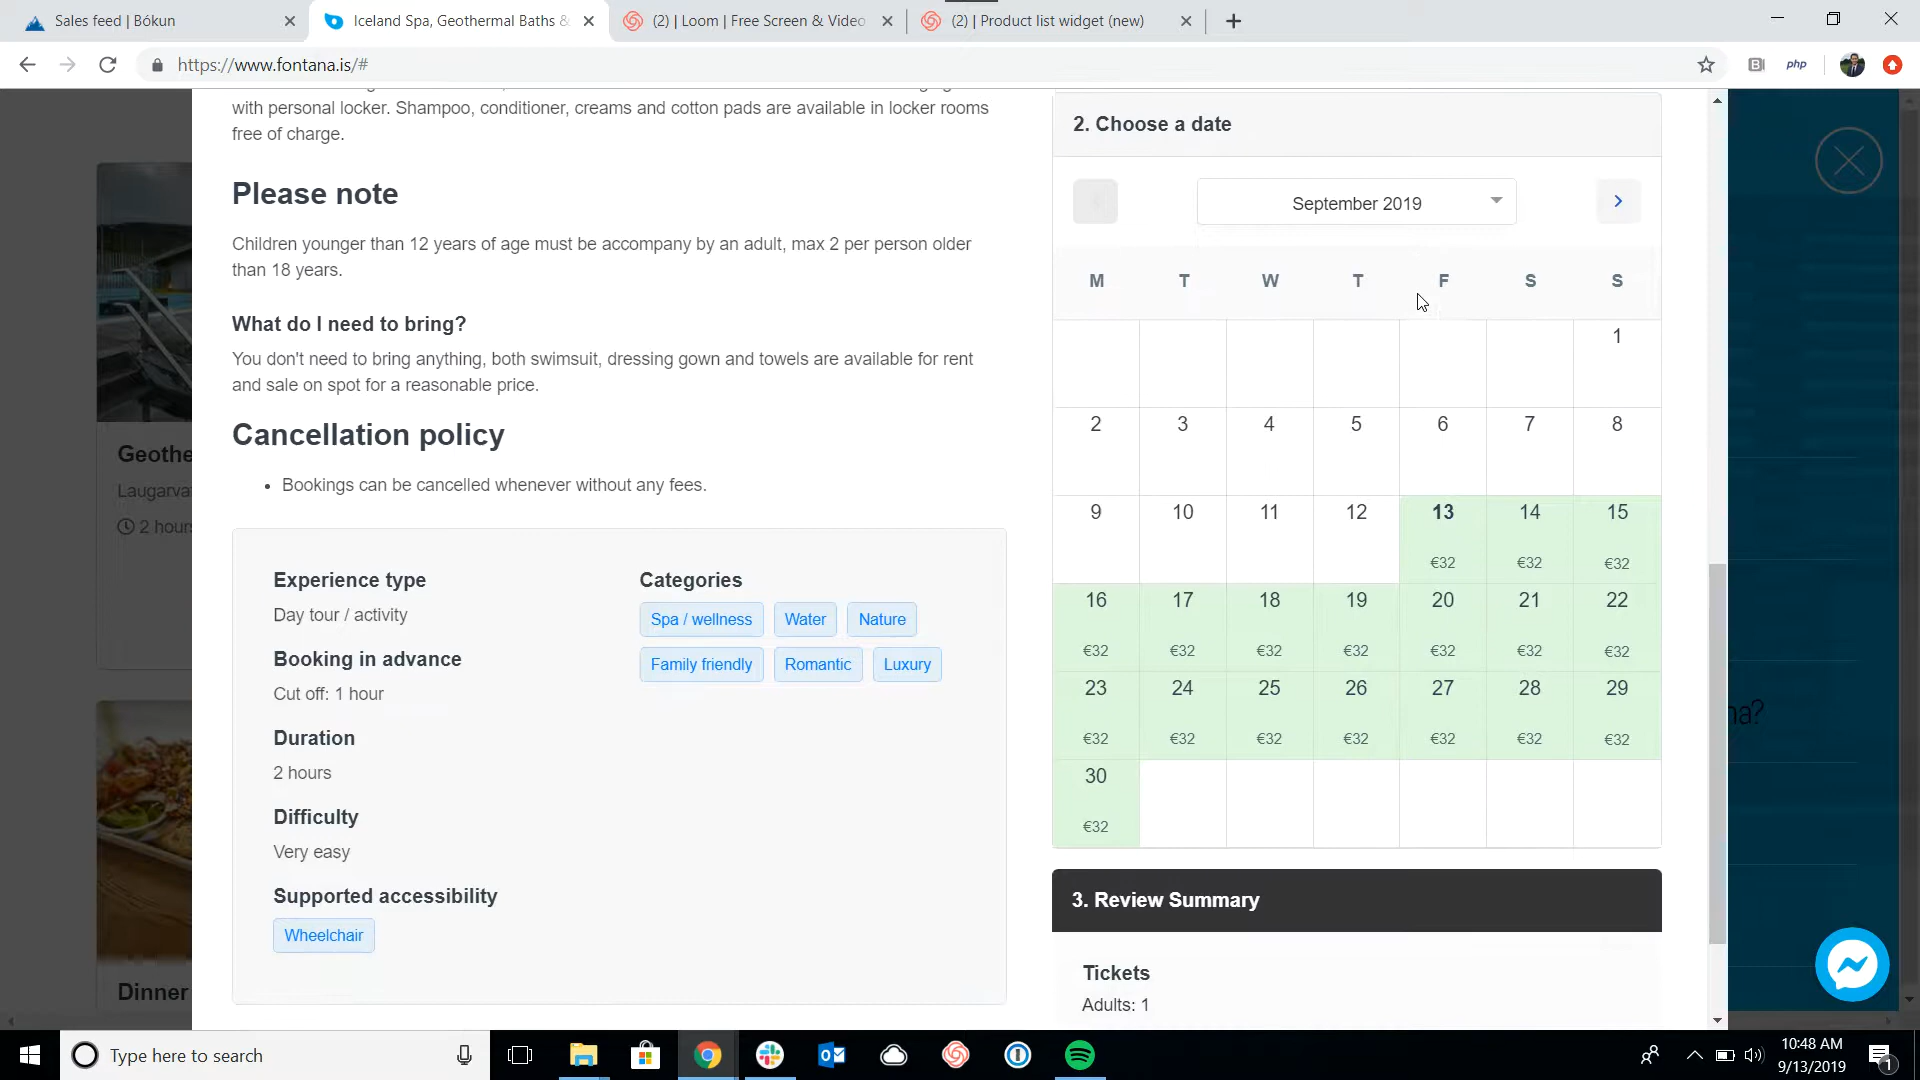 Sales feed | Bókun
Iceland Spa, Geothermal Baths &
(2) | Loom | Free Screen & Video
(2) | Product list widget (new)
https://www.fontana.is/#
php
with personal locker. Shampoo, conditioner, creams and cotton pads are available in locker rooms
free of charge.
Please note
Children younger than 12 years of age must be accompany by an adult, max 2 per person older
than 18 years.
What do I need to bring?
You don't need to bring anything, both swimsuit, dressing gown and towels are available for rent
and sale on spot for a reasonable price.
Cancellation policy
• Bookings can be cancelled whenever without any fees.
Experience type
Day tour / activity
Booking in advance
Cut off: 1 hour
Duration
2 hours
Difficulty
Very easy
Supported accessibility
Wheelchair
Categories
Spa / wellness Water Nature
Family friendly Romantic Luxury
2. Choose a date
September 2019
M T W T F S S
1
2 3 4 5 6 7 8
9 10 11 12 13 14 15
€32 €32 €32
16 17 18 19 20 21 22
€32 €32 €32 €32 €32 €32 €32
23 24 25 26 27 28 29
€32 €32 €32 €32 €32 €32 €32
30
€32
3. Review Summary
Tickets
Adults: 1
Geothe
Laugarva
2 hours
Dinner
na?
Type here to search
10:48 AM
9/13/2019
1